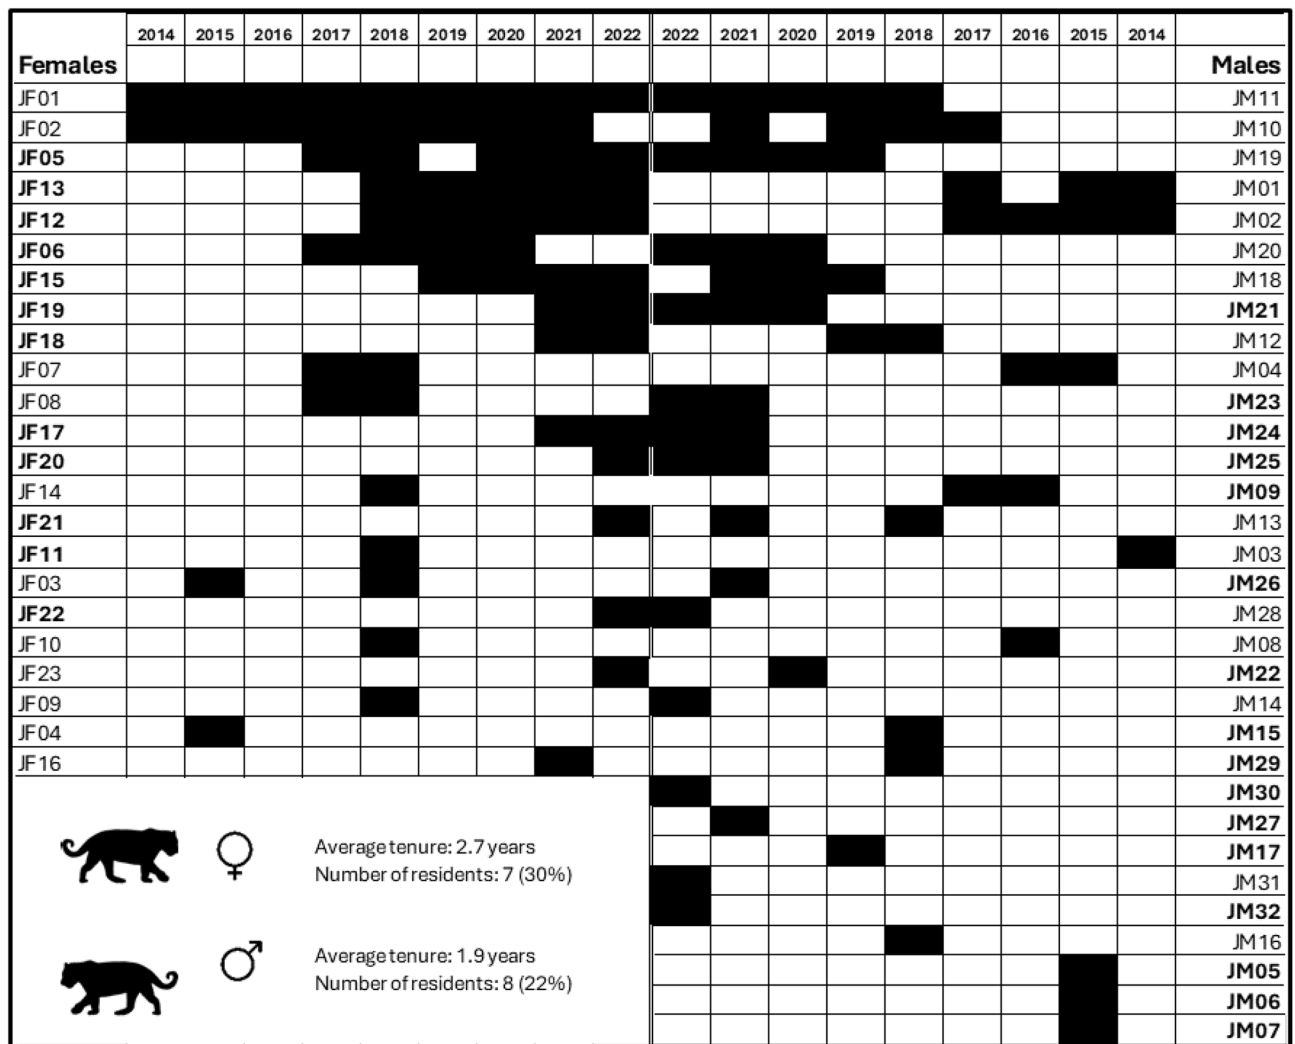 2014 2015 2016 2017 2018 2019 2020 2021 2022 2022 2021 2020 2019 2018 2017 2016 2015 2014
Females Males
JF01 JM11
JF02 JM10
JF05 JM19
JF13 JM01
JF12 JM02
JF06 JM20
JF15 JM18
JF19 JM21
JF18 JM12
JF07 JM04
JF08 JM23
JF17 JM24
JF20 JM25
JF14 JM09
JF21 JM13
JF11 JM03
JF03 JM26
JF22 JM28
JF10 JM08
JF23 JM22
JF09 JM14
JF04 JM15
JF16 JM29
JM30
JM27
JM17
JM31
JM32
JM16
JM05
JM06
JM07
Average tenure: 2.7 years
Number of residents: 7 (30%)
Average tenure: 1.9 years
Number of residents: 8 (22%)